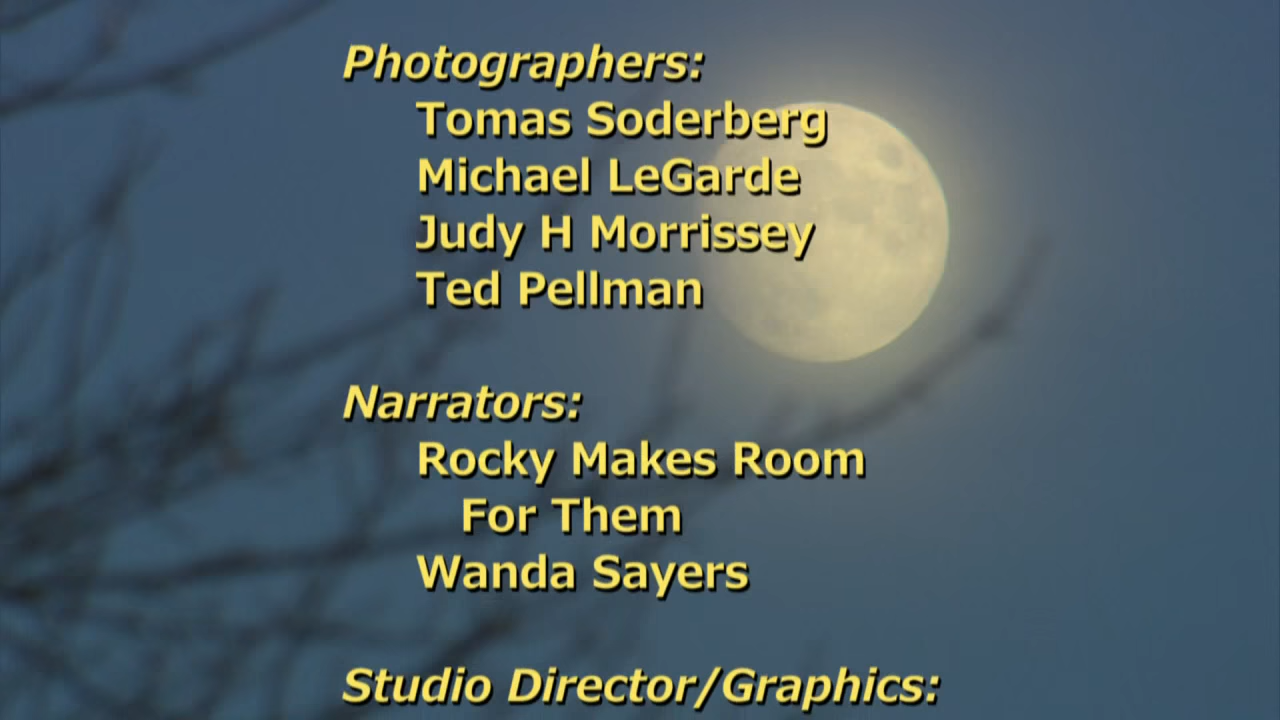 Photographers:
Tomas Soderberg
Michael LeGarde
Judy H Morrissey
Ted Pellman
Narrators:
Rocky Makes Room
For Them
Wanda Sayers
Studio Director/Graphics: